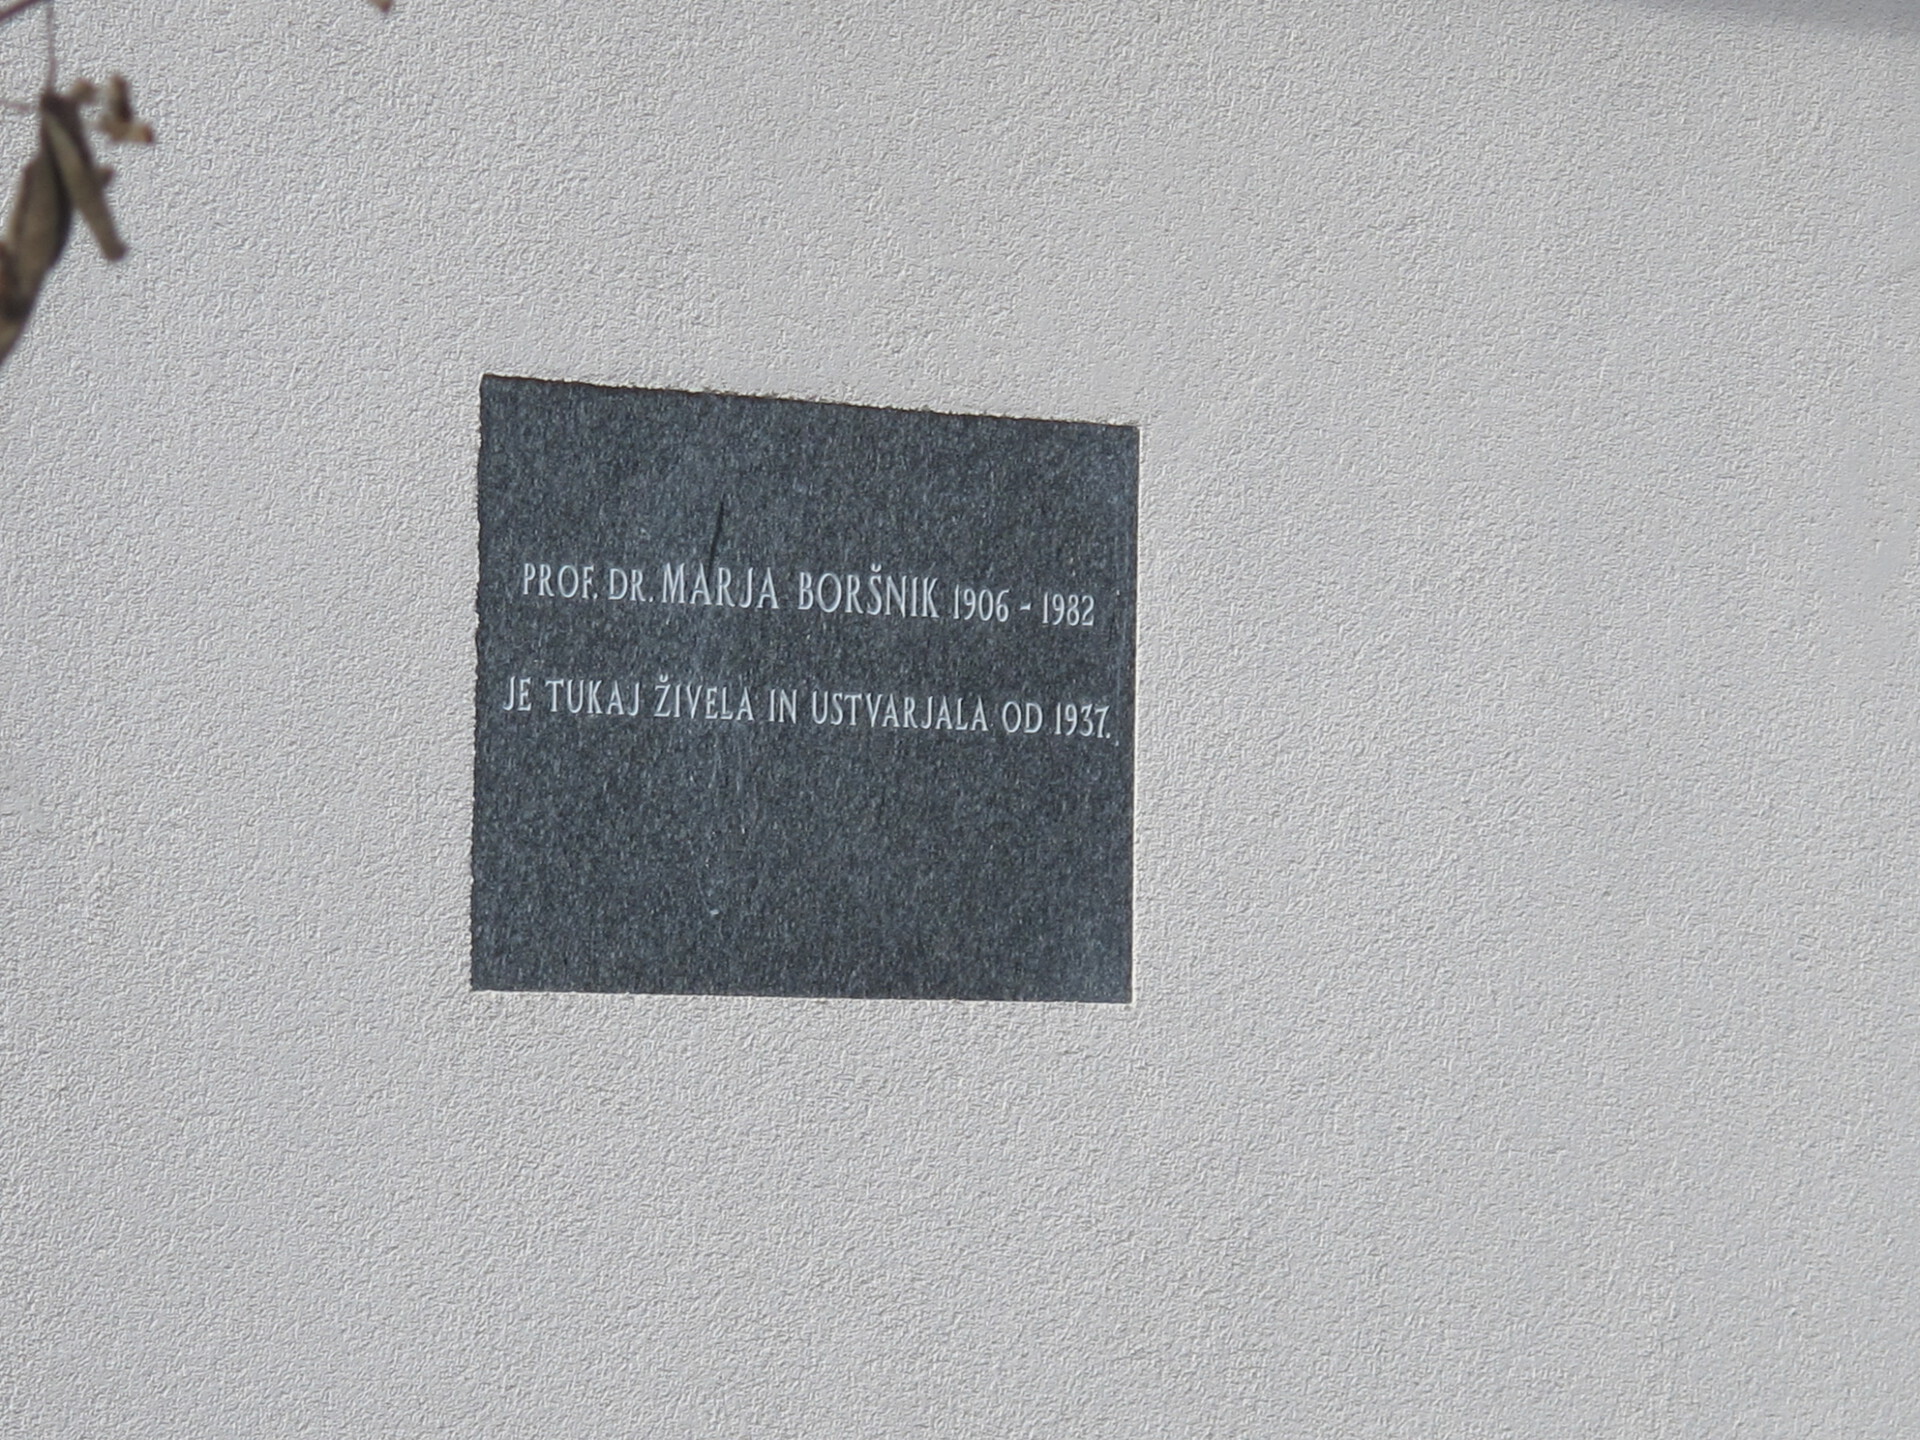 PROF. DR. MARJA BORŠNIK 1906 - 1982
JE TUKAJ ŽIVELA IN USTVARJALA OD 1937.